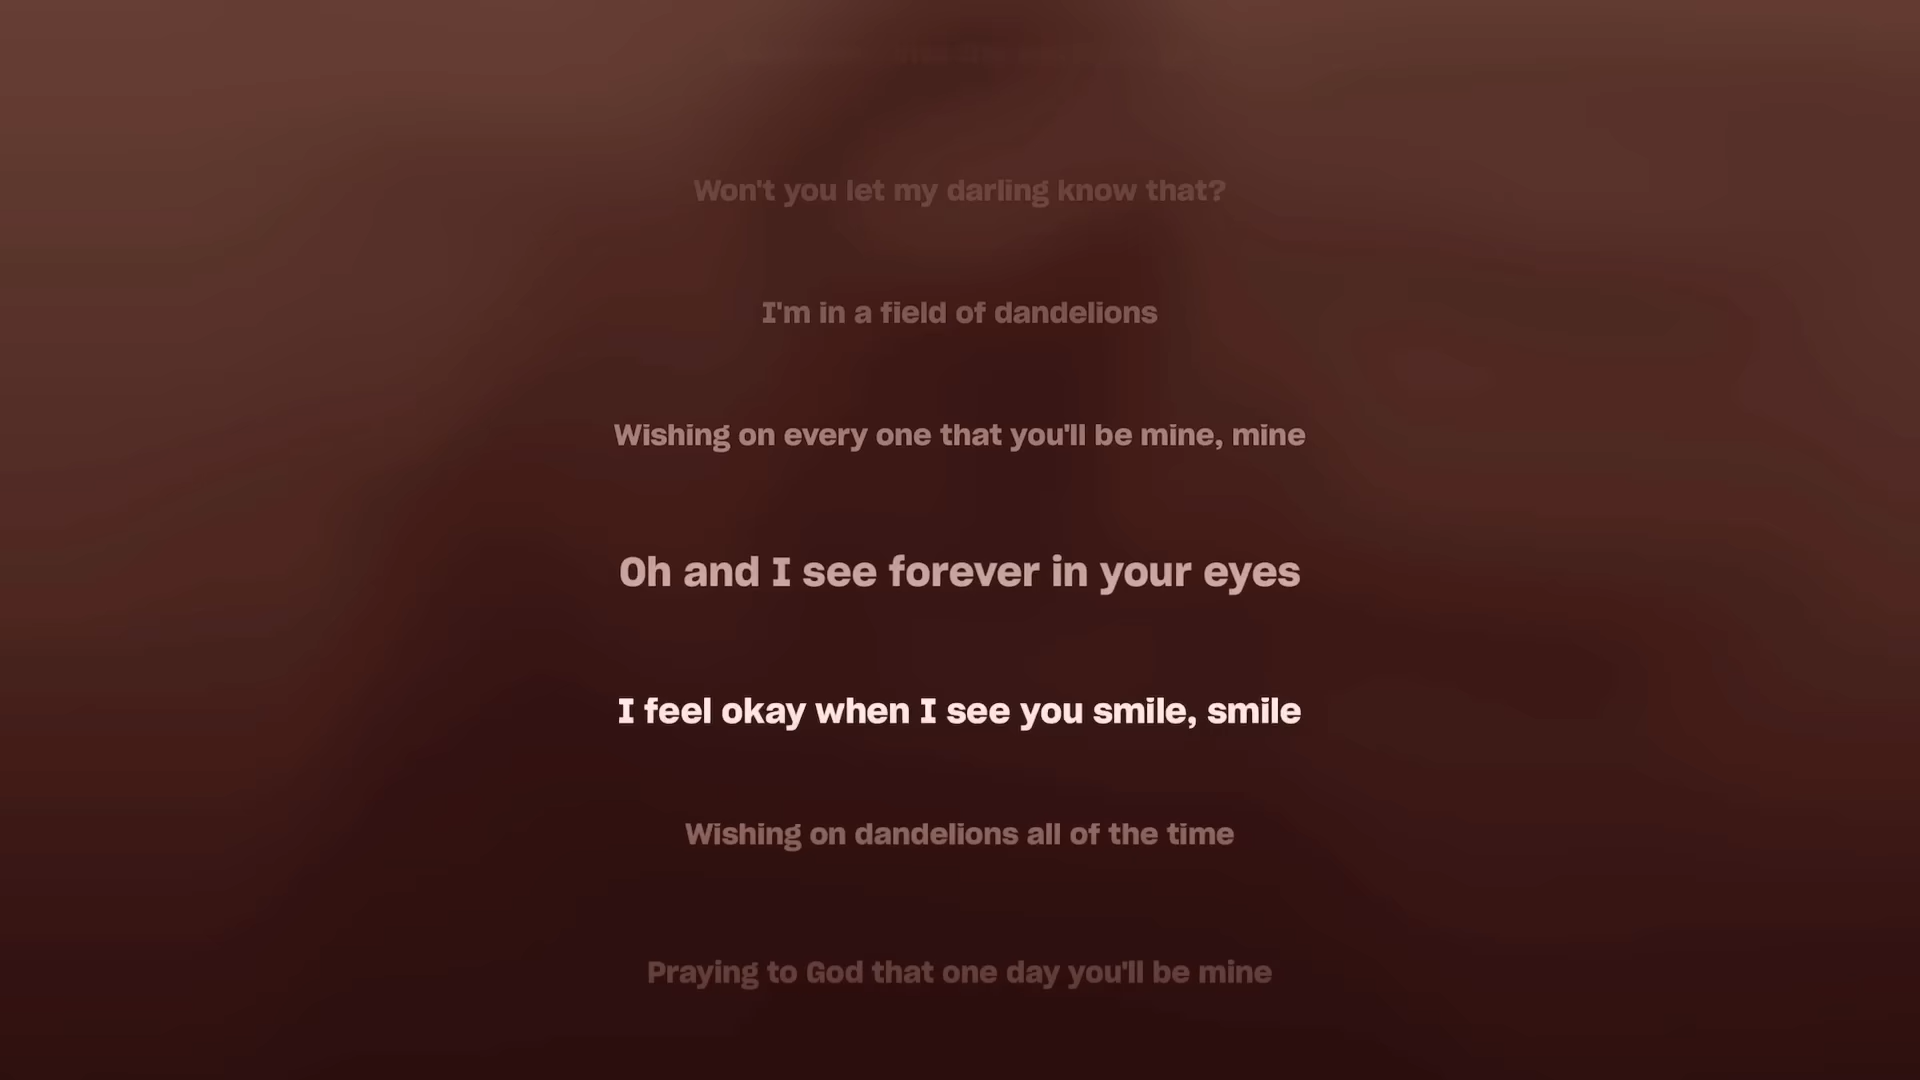 Won't you let my darling know that?
I'm in a field of dandelions
Wishing on every one that you'll be mine, mine
Oh and I see forever in your eyes
I feel okay when I see you smile, smile
Wishing on dandelions all of the time
Praying to God that one day you'll be mine